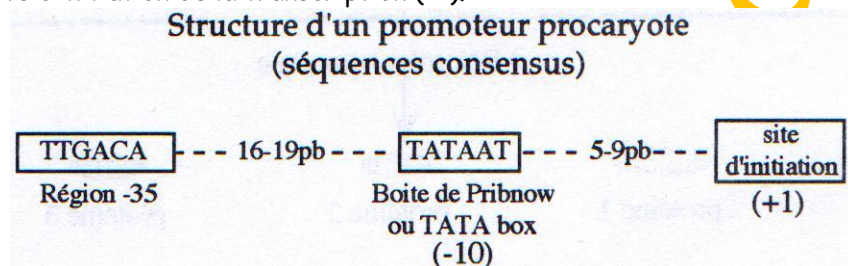 Structure d'un promoteur procaryote
(séquences consensus)
TTGACA - - - 16-19pb - - - TATAAT - - - 5-9pb - - - site d'initiation
Région -35
Boite de Pribnow
ou TATA box
(-10)
(+1)